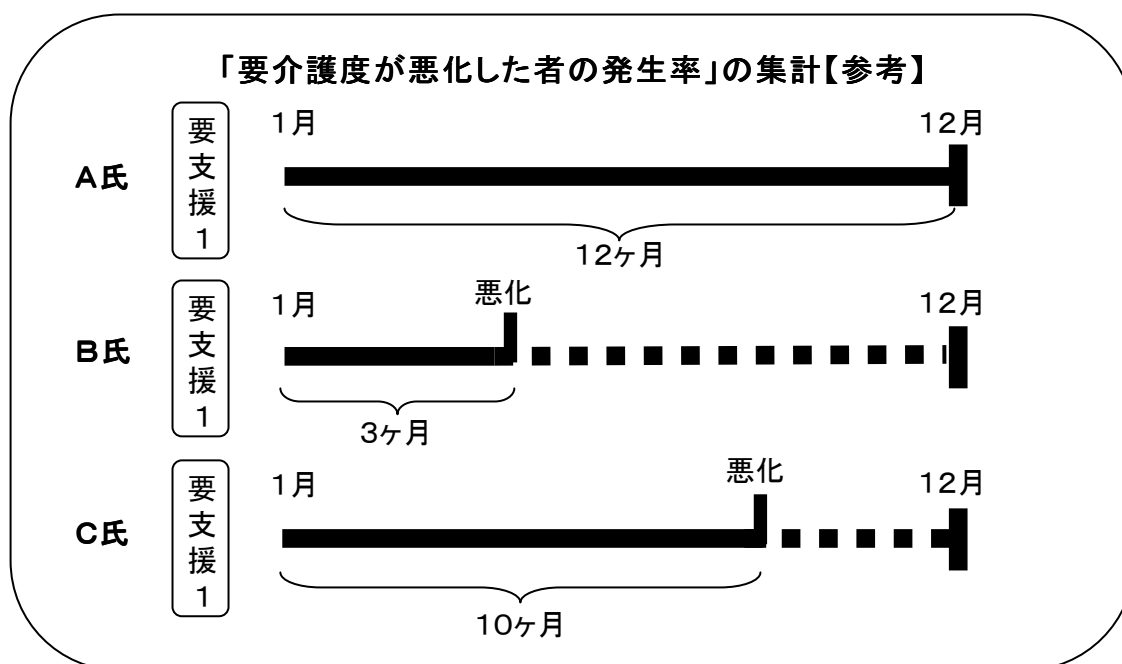 「要介護度が悪化した者の発生率」の集計【参考】
1月
12月
A氏
要支援1
12ヶ月
1月
悪化
12月
B氏
要支援1
3ヶ月
1月
悪化
12月
C氏
要支援1
10ヶ月